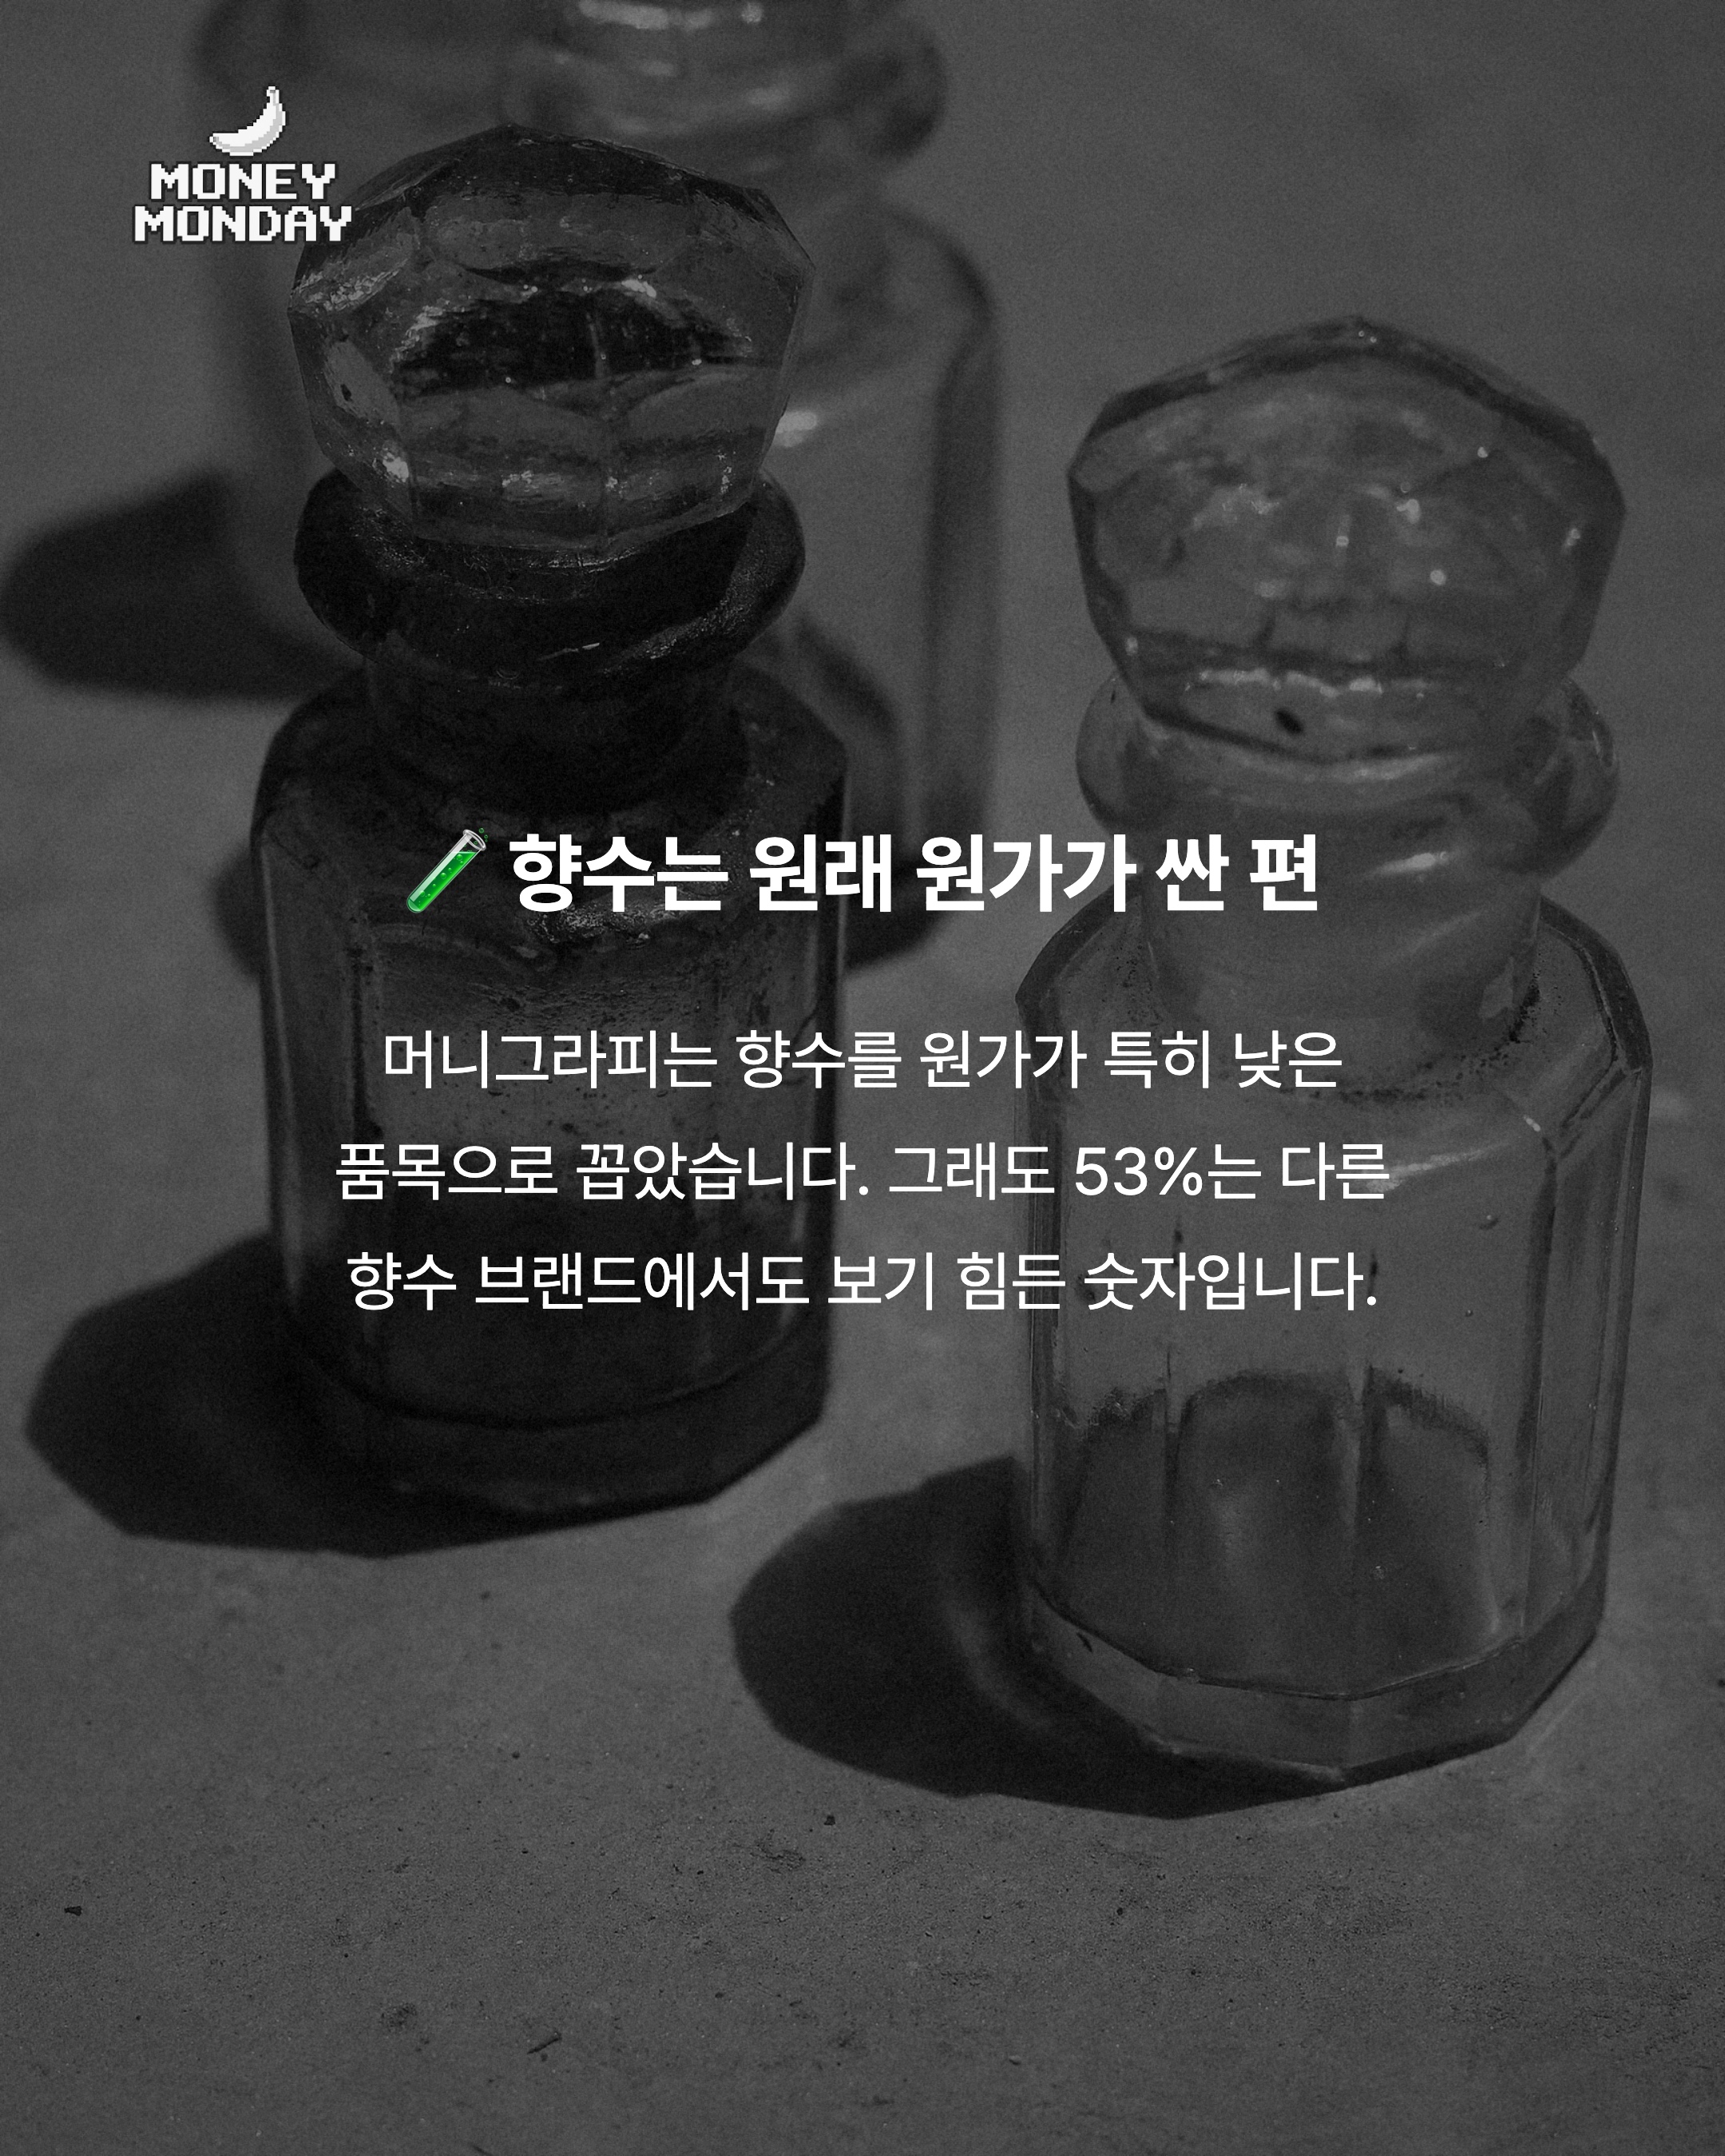 MONEY
MONDAY
🧪 향수는 원래 원가가 싼 편
머니그라피는 향수를 원가가 특히 낮은
품목으로 꼽았습니다. 그래도 53%는 다른
향수 브랜드에서도 보기 힘든 숫자입니다.